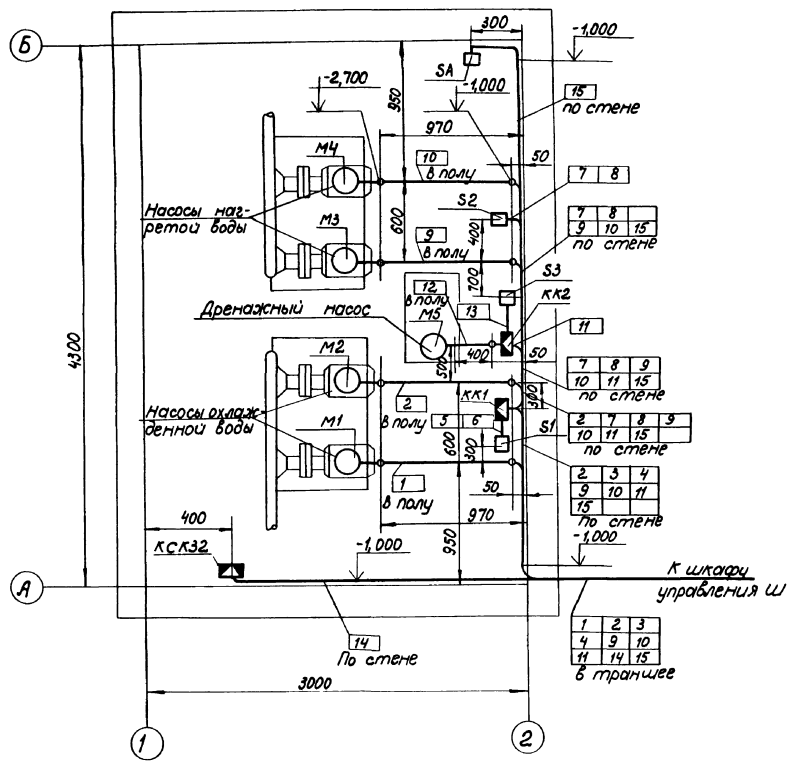 300
Б
-1,000
SA
-2,700
-1,000
15
по стене
950
970
М4
10
в полу
50
7 8
S2
Насосы наг-
ретой воды
М3
600
400
7 8
9 10 15
по стене
9
в полу
700
S3
КК2
12
в полу
13
Дренажный насос
М5
11
4300
500
400
50
М2
7 8 9
10 11 15
по стене
КК1
300
2
в полу
5 6
Насосы охлаж-
денной воды
М1
600
300
S1
2 7 8 9
10 11 15
по стене
1
в полу
50
2 3 4
9 10 11
15
по стене
400
970
КСК32
-1,000
950
-1,000
А
К шкафу
управления Ш
14
По стене
1 2 3
4 9 10
11 14 15
в траншее
3000
1
2